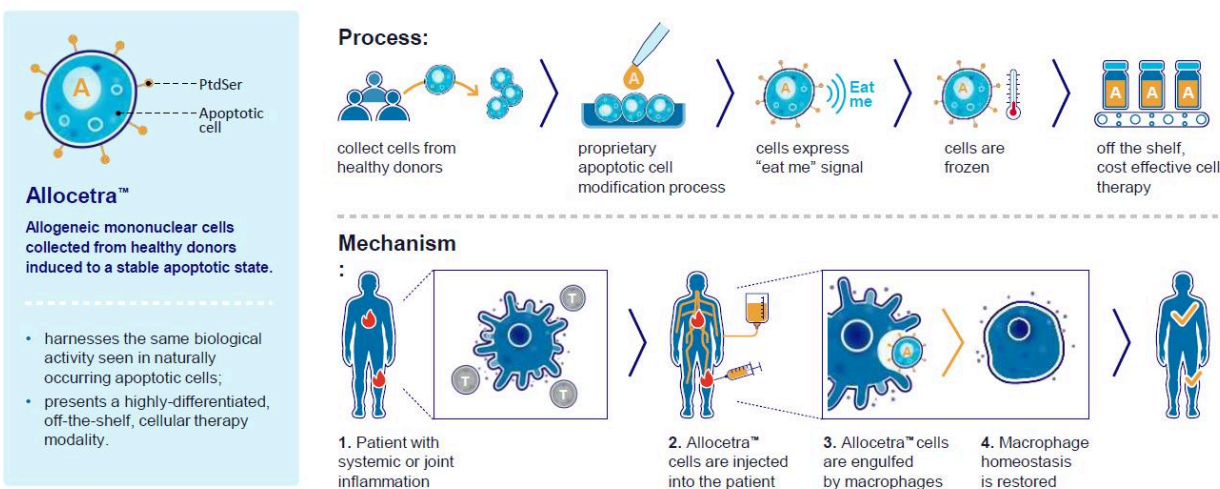 A
PtdSer
Apoptotic
cell
Allocetra™
Allogeneic mononuclear cells
collected from healthy donors
induced to a stable apoptotic state.
• harnesses the same biological
activity seen in naturally
occurring apoptotic cells;
• presents a highly-differentiated,
off-the-shelf, cellular therapy
modality.
Process:
A
A
Eat
me
A
A A A
collect cells from
healthy donors
proprietary
apoptotic cell
modification process
cells express
“eat me” signal
cells are
frozen
off the shelf,
cost effective cell
therapy
Mechanism
:
T
T
T
A
1. Patient with
systemic or joint
inflammation
2. Allocetra™
cells are injected
into the patient
3. Allocetra™ cells
are engulfed
by macrophages
4. Macrophage
homeostasis
is restored